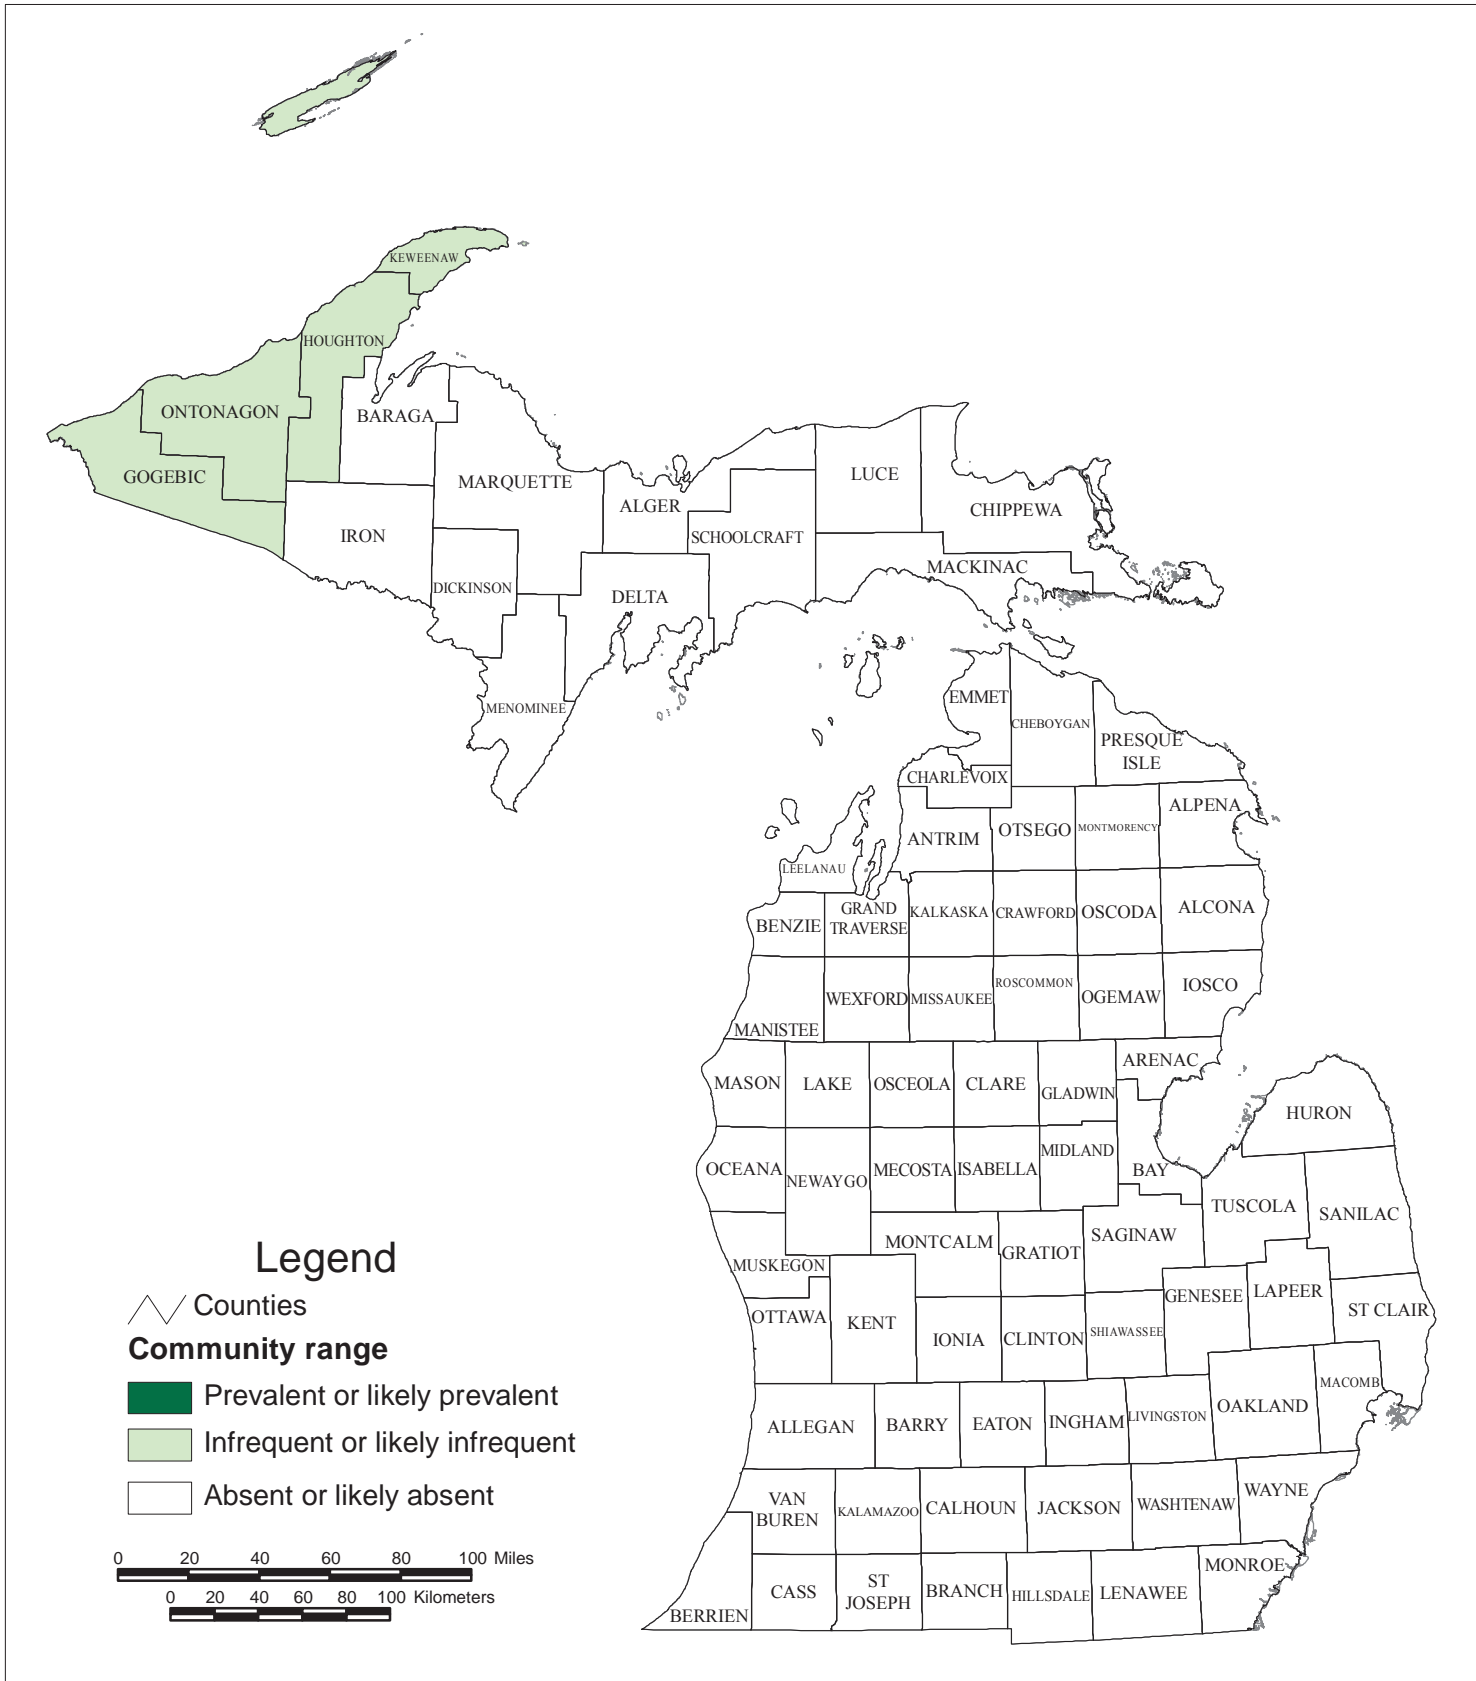 KEWEENAW
HOUGHTON
ONTONAGON
BARAGA
GOGEBIC
MARQUETTE
LUCE
ALGER
CHIPPEWA
IRON
SCHOOLCRAFT
MACKINAC
DICKINSON
DELTA
EMMET
MENOMINEE
CHEBOYGAN
PRESQUE
ISLE
CHARLEVOIX
ALPENA
OTSEGO
MONTMORENCY
ANTRIM
LEELANAU
GRAND
TRAVERSE
KALKASKA
CRAWFORD
OSCODA
ALCONA
BENZIE
WEXFORD
MISSAUKEE
ROSCOMMON
OGEMAW
IOSCO
MANISTEE
ARENAC
MASON
LAKE
OSCEOLA
CLARE
GLADWIN
HURON
OCEANA
NEWAYGO
MECOSTA
ISABELLA
MIDLAND
BAY
TUSCOLA
SANILAC
SAGINAW
MONTCALM
GRATIOT
MUSKEGON
GENESEE
LAPEER
ST CLAIR
OTTAWA
KENT
IONIA
CLINTON
SHIAWASSEE
MACOMB
OAKLAND
ALLEGAN
BARRY
EATON
INGHAM
LIVINGSTON
VAN
BUREN
KALAMAZOO
CALHOUN
JACKSON
WASHTENAW
WAYNE
MONROE
BERRIEN
CASS
ST
JOSEPH
BRANCH
HILLSDALE
LENAWEE
Legend
Counties
Community range
Prevalent or likely prevalent
Infrequent or likely infrequent
Absent or likely absent
0 20 40 60 80 100 Miles
0 20 40 60 80 100 Kilometers